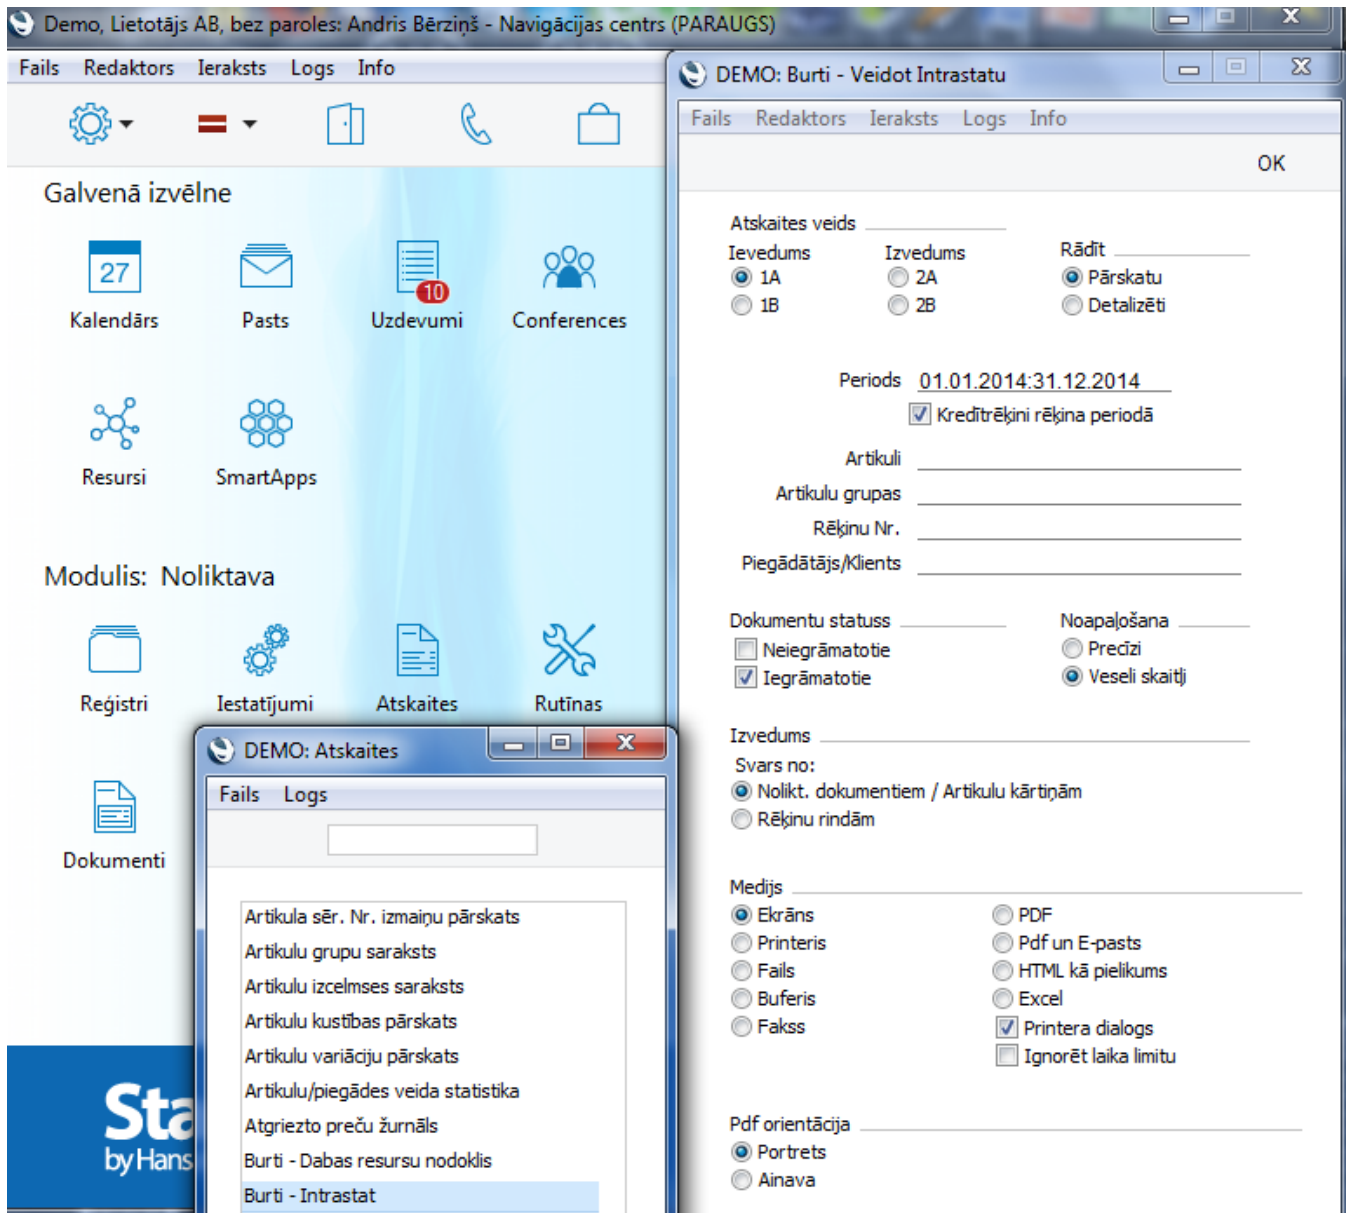 Demo, Lietotājs AB, bez paroles: Andris Bērziņš - Navigācijas centrs (PARAUGS)
Fails Redaktors Ieraksts Logs Info
Galvenā izvēlne
27
10
Kalendārs Pasts Uzdevumi Conferences
Resursi SmartApps
Modulis: Noliktava
Reģistri Iestatījumi Atskaites Rutīnas
Dokumenti
by Hans
DEMO: Atskaites
Fails Logs
Artikula sēr. Nr. izmaiņu pārskats
Artikulu grupu saraksts
Artikulu izcelmses saraksts
Artikulu kustības pārskats
Artikulu variāciju pārskats
Artikulu/piegādes veida statistika
Atgriezto preču žurnāls
Burti - Dabas resursu nodoklis
Burti - Intrastat
DEMO: Burti - Veidot Intrastatu
Fails Redaktors Ieraksts Logs Info
OK
Atskaites veids
Ievedums Izvedums Rādīt
1A 2A Pārskatu
1B 2B Detalizēti
Periods 01.01.2014:31.12.2014
Kredītrēķini rēķina periodā
Artikuli
Artikulu grupas
Rēķinu Nr.
Piegādātājs/Klients
Dokumentu statuss Noapaļošana
Neiegrāmatotie Precīzi
Iegrāmatotie Veseli skaitļi
Izvedums
Svars no:
Nolikt. dokumentiem / Artikulu kārtiņām
Rēķinu rindām
Medijs
Ekrāns PDF
Printeris Pdf un E-pasts
Fails HTML kā pielikums
Buferis Excel
Fakss Printera dialogs
Ignorēt laika limitu
Pdf orientācija
Portrets
Ainava